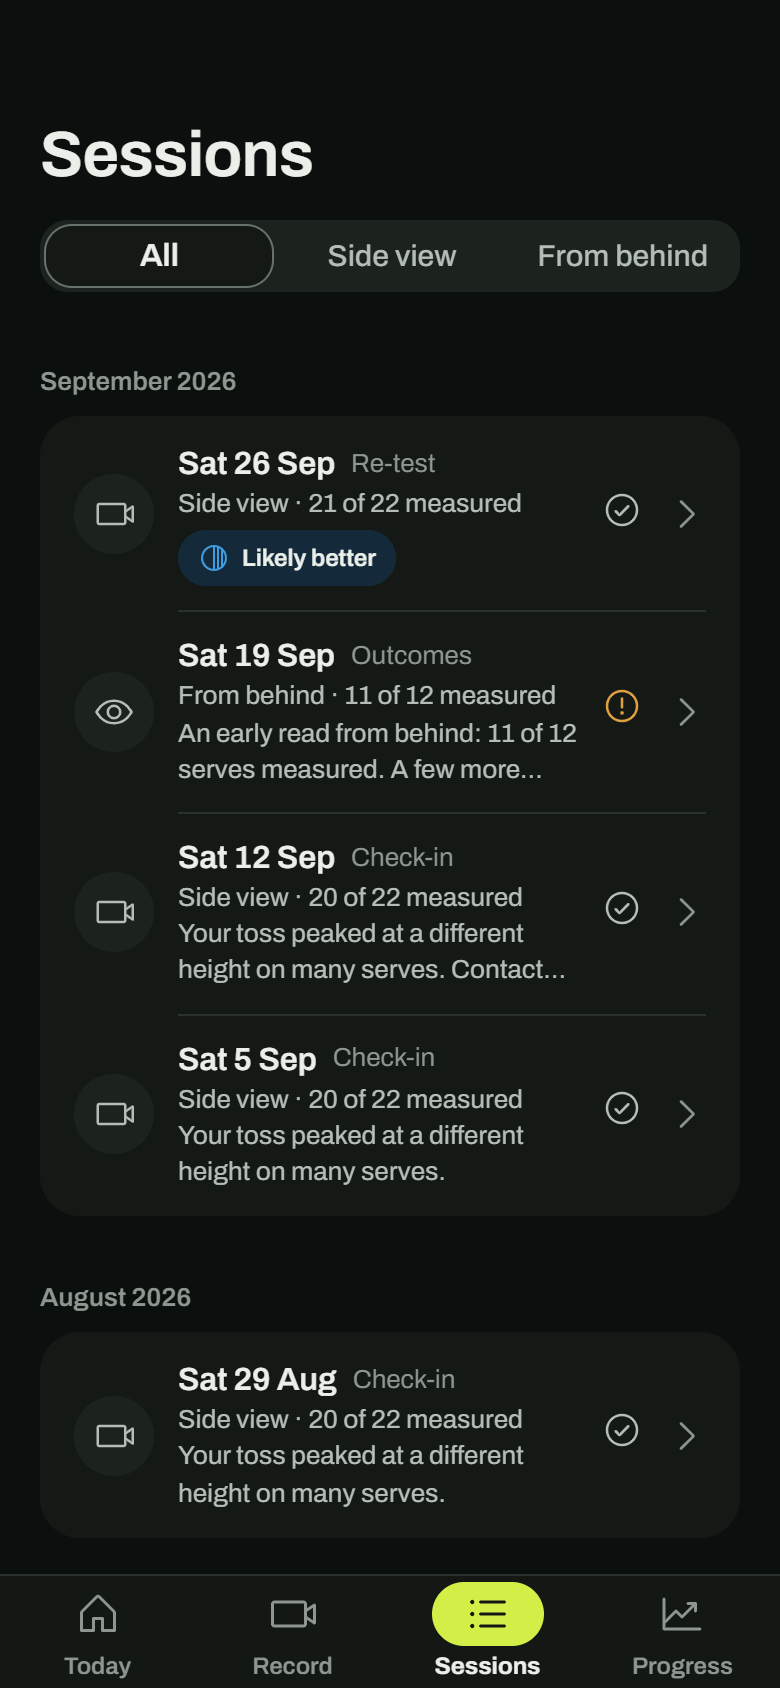 Sessions
All
Side view
From behind
September 2026
Sat 26 Sep Re-test
Side view · 21 of 22 measured
Likely better
Sat 19 Sep Outcomes
From behind · 11 of 12 measured
An early read from behind: 11 of 12
serves measured. A few more...
Sat 12 Sep Check-in
Side view · 20 of 22 measured
Your toss peaked at a different
height on many serves. Contact...
Sat 5 Sep Check-in
Side view · 20 of 22 measured
Your toss peaked at a different
height on many serves.
August 2026
Sat 29 Aug Check-in
Side view · 20 of 22 measured
Your toss peaked at a different
height on many serves.
Today
Record
Sessions
Progress